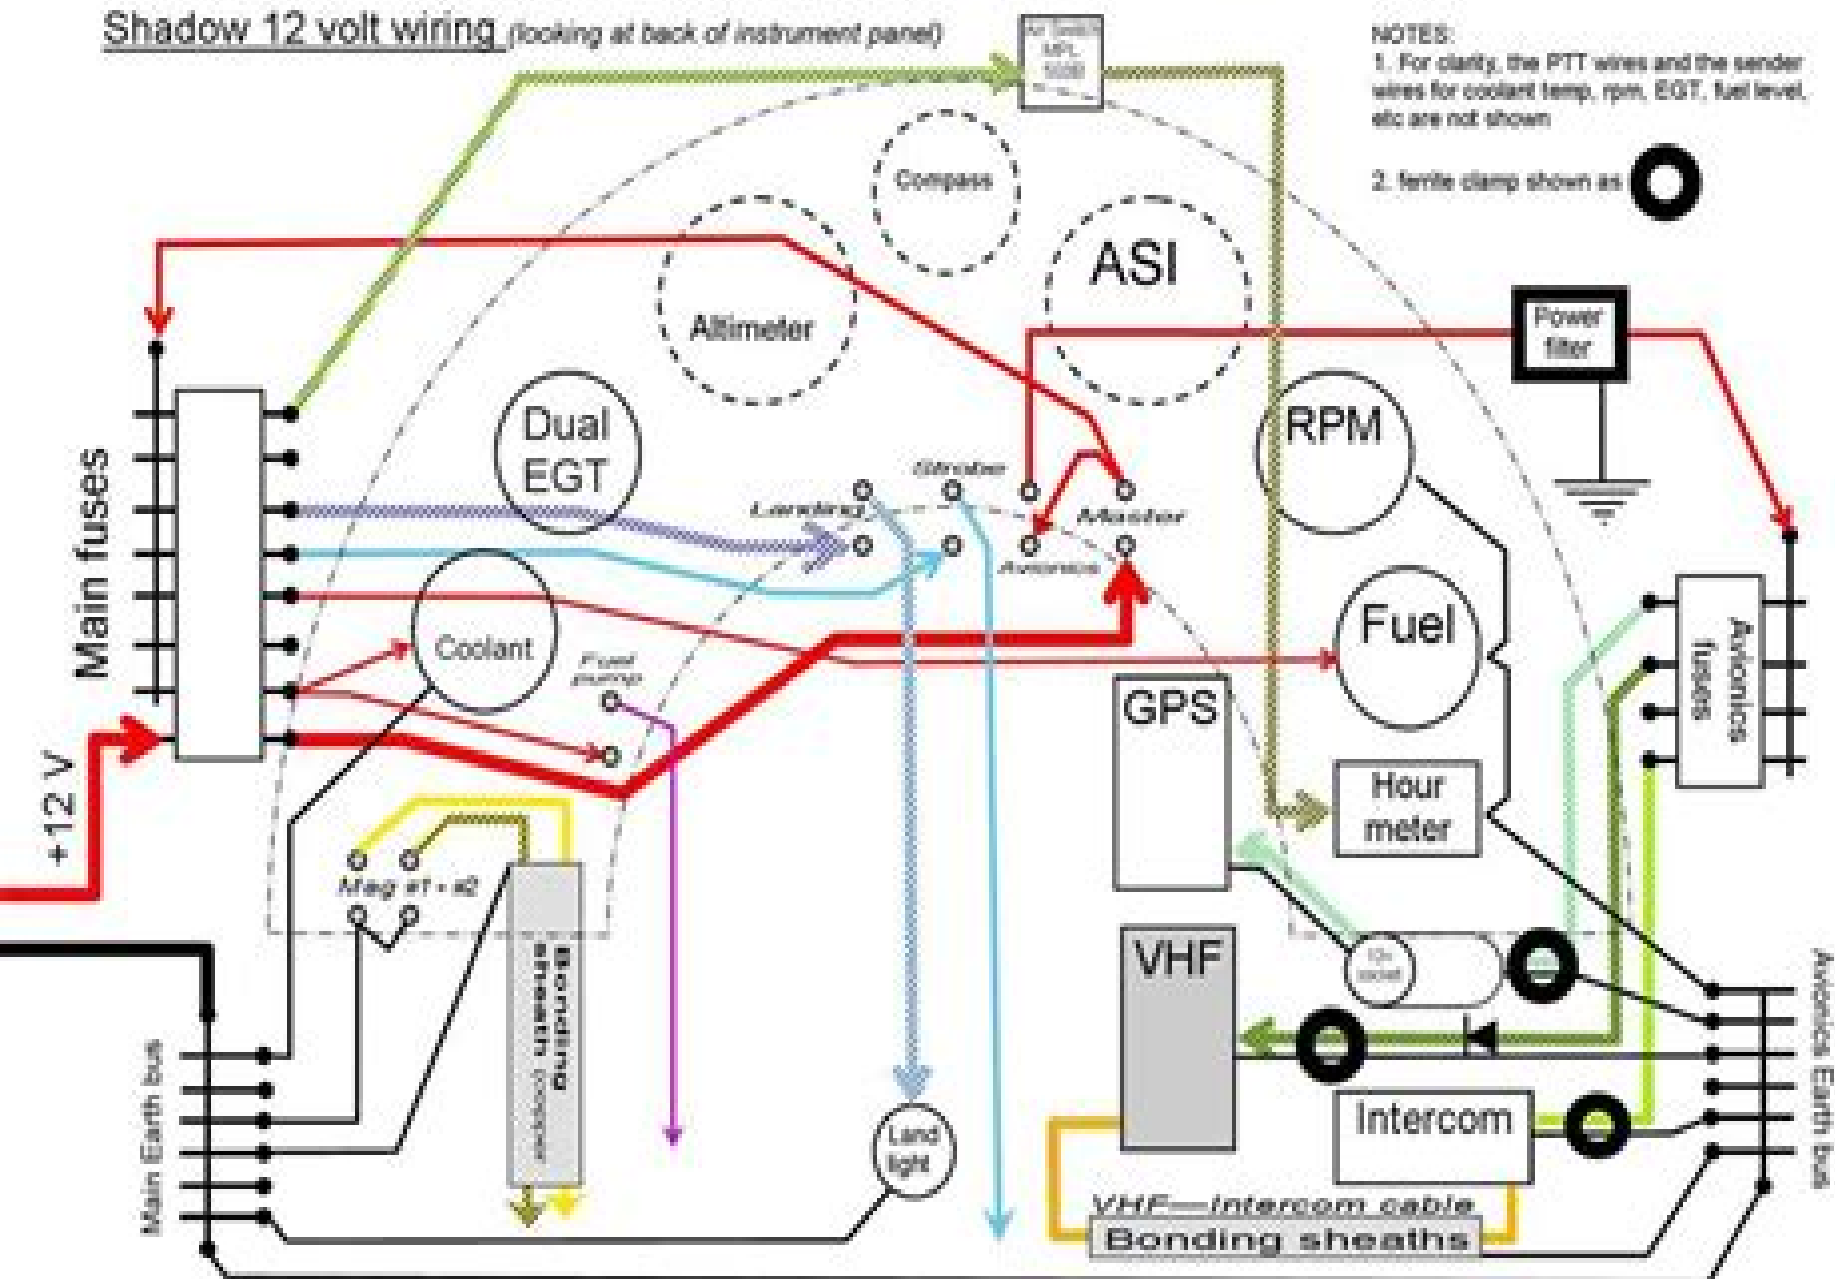 Shadow 12 volt wiring (looking at back of instrument panel)
MPL
NOTES:
1. For clarity, the PTT wires and the sender
wires for coolant temp, rpm, EGT, fuel level,
etc are not shown
2. ferrite clamp shown as
Compass
ASI
Altimeter
Power
filter
Dual
EGT
RPM
Strobe
Landing
Master
Avionics
Main fuses
Coolant
Fuel
pump
Fuel
Avionics
fuses
GPS
+12 V
Hour
meter
Mag #1 - #2
VHF
12v
socket
Bonding
sheath (copper
Main Earth bus
Avionics Earth bus
Intercom
Land
light
VHF—Intercom cable
Bonding sheaths